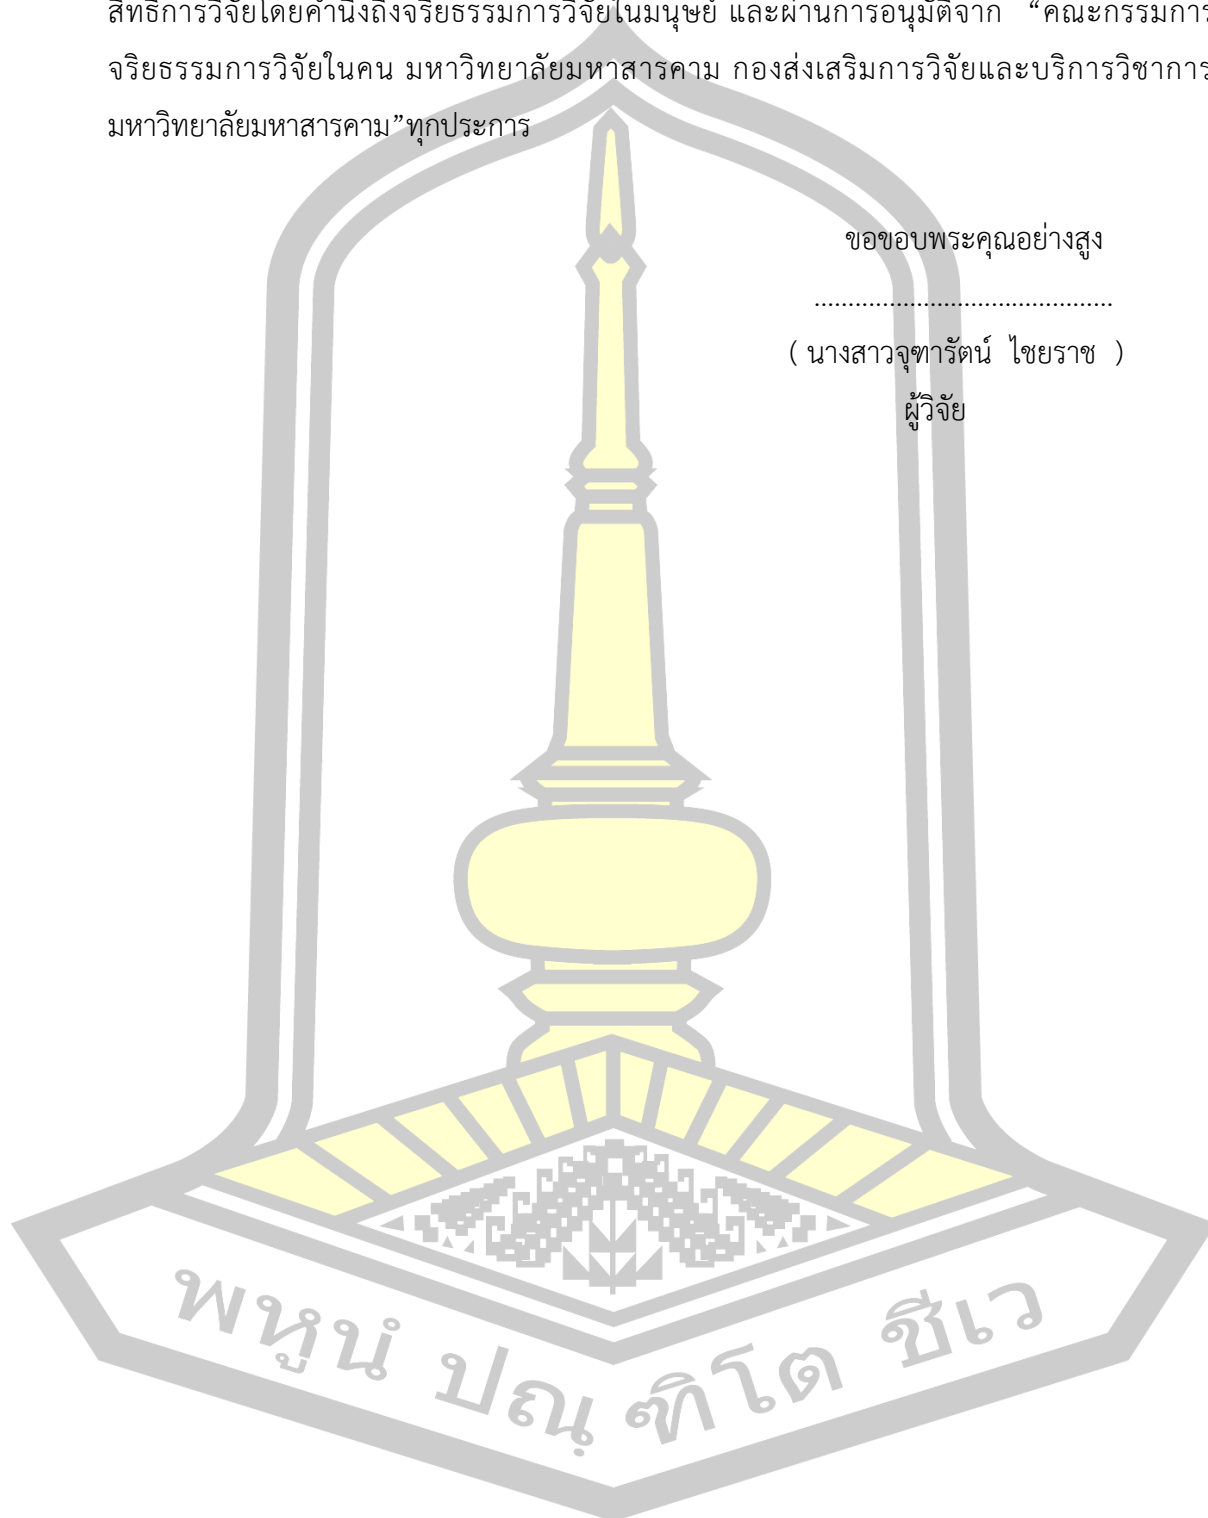 สิทธิการวิจัยโดยคำนึงถึงจริยธรรมการวิจัยในมนุษย์ และผ่านการอนุมัติจาก “คณะกรรมการ
จริยธรรมการวิจัยในคน มหาวิทยาลัยมหาสารคาม กองส่งเสริมการวิจัยและบริการวิชาการ
มหาวิทยาลัยมหาสารคาม”ทุกประการ
ขอขอบพระคุณอย่างสูง
............................................
( นางสาวจุฑารัตน์ ไชยราช )
ผู้วิจัย
พหูนํ ปณฺฑิโต ชีเว